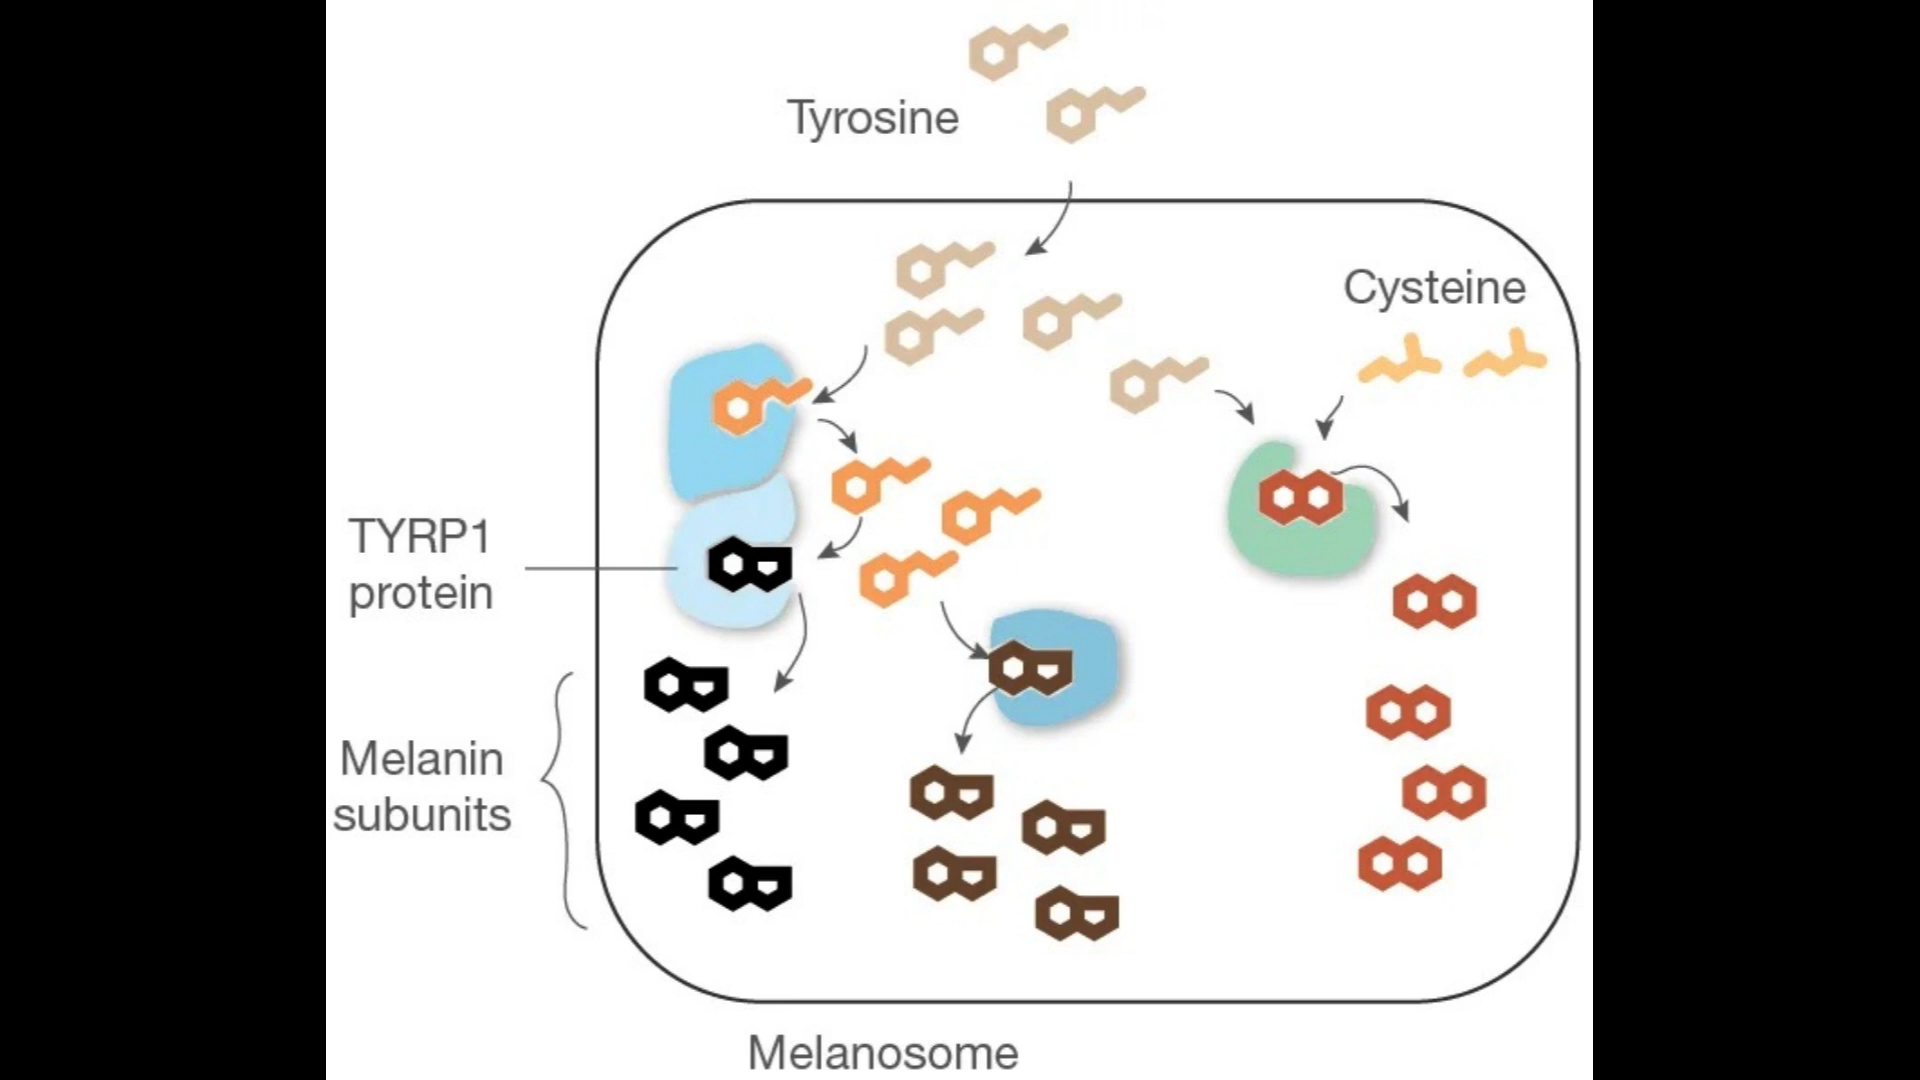 Tyrosine
Cysteine
TYRP1
protein
Melanin
subunits
Melanosome